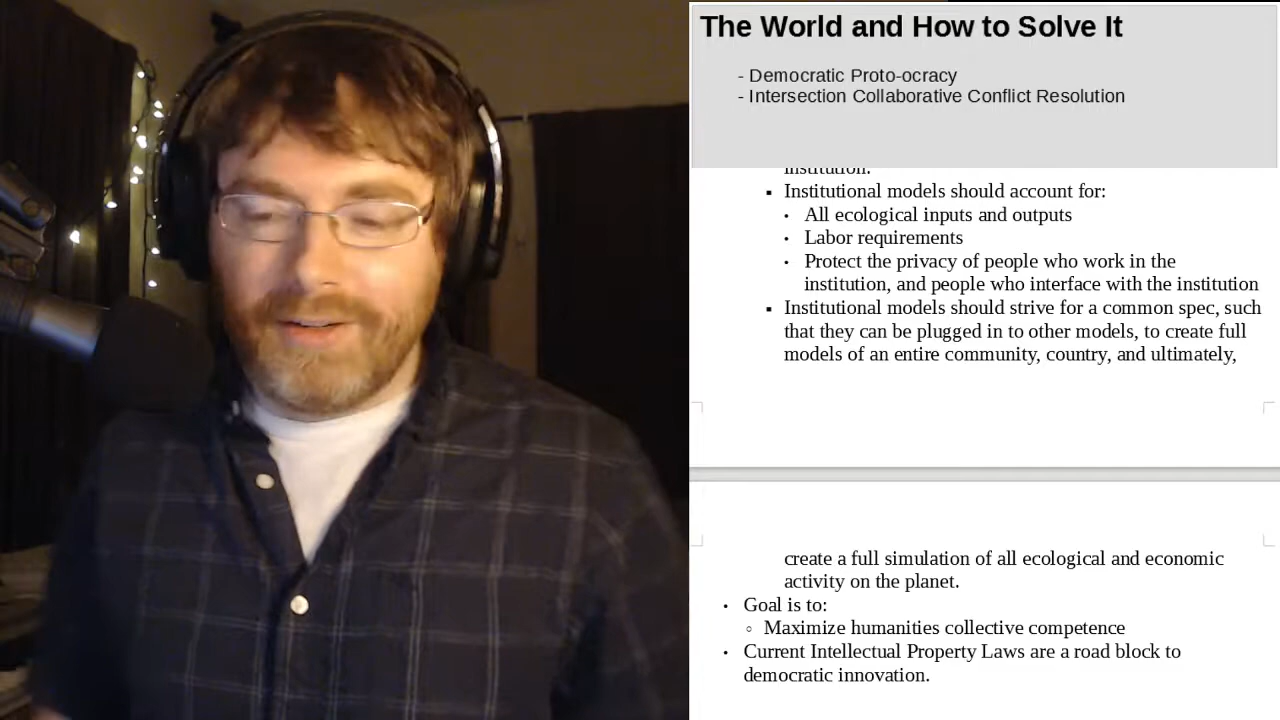 The World and How to Solve It
- Democratic Proto-ocracy
- Intersection Collaborative Conflict Resolution
institution.
▪ Institutional models should account for:
• All ecological inputs and outputs
• Labor requirements
• Protect the privacy of people who work in the
institution, and people who interface with the institution
▪ Institutional models should strive for a common spec, such
that they can be plugged in to other models, to create full
models of an entire community, country, and ultimately,
create a full simulation of all ecological and economic
activity on the planet.
• Goal is to:
◦ Maximize humanities collective competence
• Current Intellectual Property Laws are a road block to
democratic innovation.